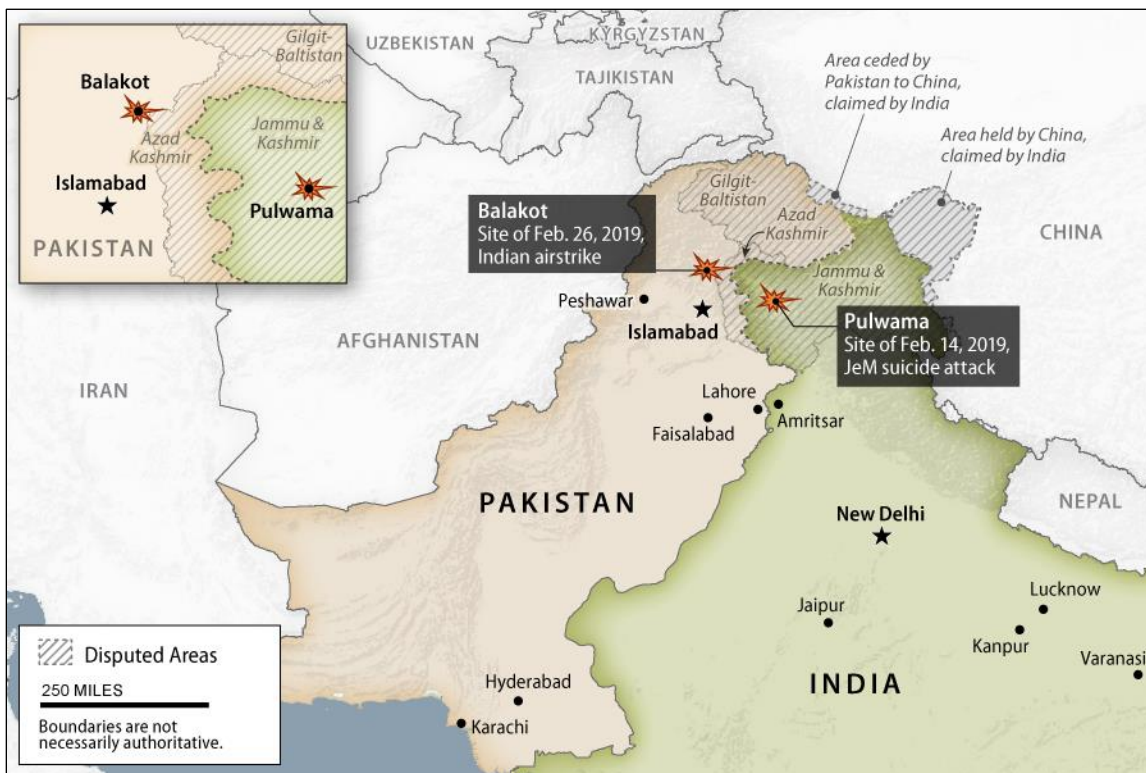 Gilgit-
Baltistan
Balakot
Azad
Kashmir
Jammu &
Kashmir
Islamabad
Pulwama
PAKISTAN
UZBEKISTAN
KYRGYZSTAN
TAJIKISTAN
Area ceded by
Pakistan to China,
claimed by India
Area held by China,
claimed by India
Gilgit-
Baltistan
Azad
Kashmir
Balakot
Site of Feb. 26, 2019,
Indian airstrike
CHINA
Jammu &
Kashmir
Peshawar
Islamabad
Pulwama
Site of Feb. 14, 2019,
JeM suicide attack
AFGHANISTAN
IRAN
Lahore
Amritsar
Faisalabad
PAKISTAN
NEPAL
New Delhi
Jaipur
Lucknow
Kanpur
Varanasi
INDIA
Hyderabad
Karachi
Disputed Areas
250 MILES
Boundaries are not
necessarily authoritative.